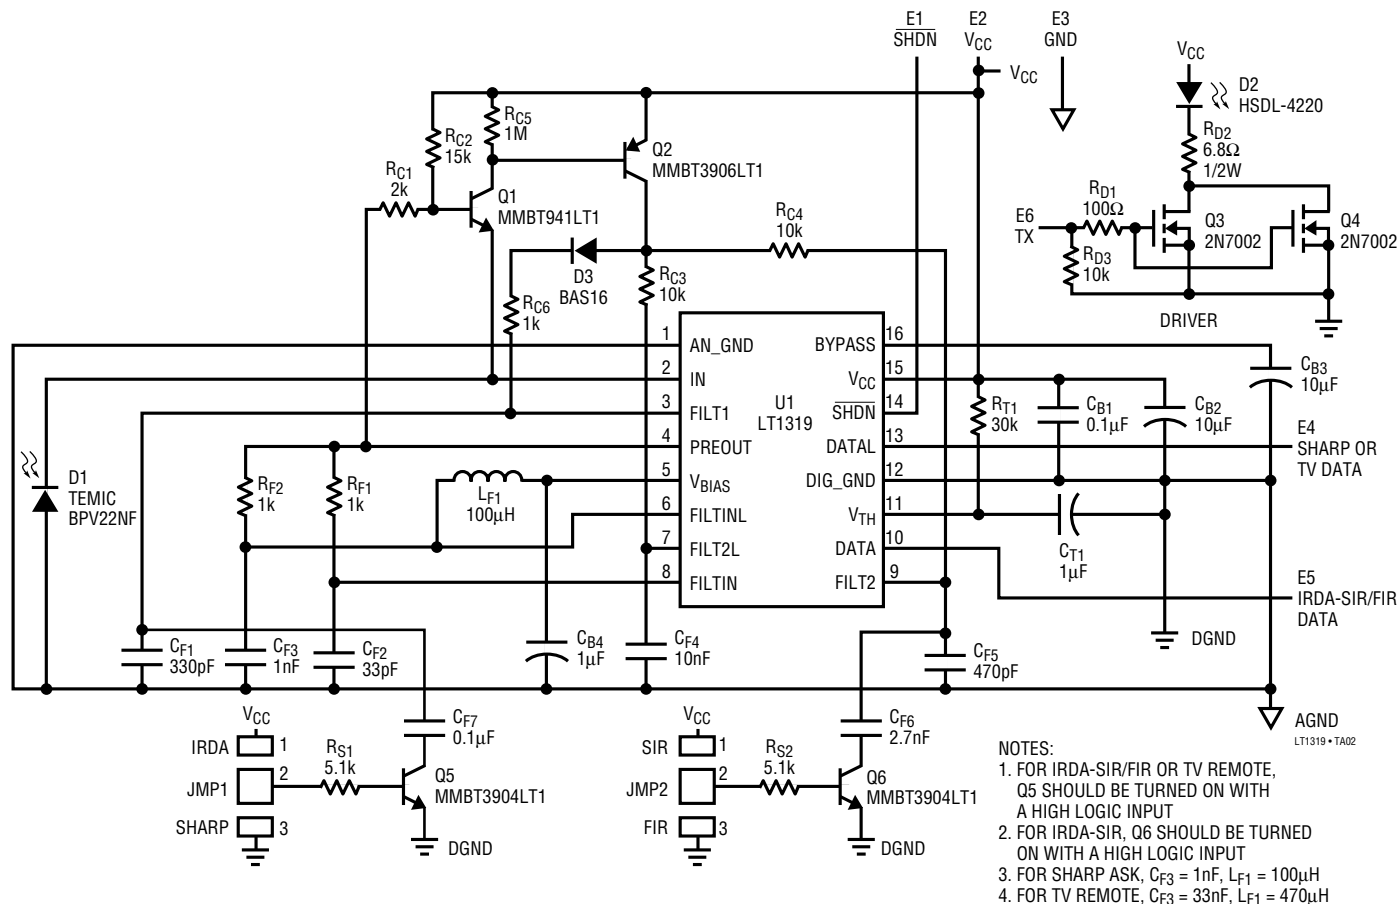 E1
SHDN
E2
VCC
E3
GND
VCC
VCC
D2
HSDL-4220
RD2
6.8Ω
1/2W
RC5
1M
RC2
15k
RC1
2k
Q1
MMBT941LT1
Q2
MMBT3906LT1
RC4
10k
RD1
100Ω
E6
TX
RD3
10k
Q3
2N7002
Q4
2N7002
DRIVER
D3
BAS16
RC3
10k
RC6
1k
1
AN_GND
2
IN
3
FILT1
4
PREOUT
5
VBIAS
6
FILTINL
7
FILT2L
8
FILTIN
U1
LT1319
BYPASS
16
VCC
15
SHDN
14
DATAL
13
DIG_GND
12
VTH
11
DATA
10
FILT2
9
RT1
30k
CB1
0.1µF
CB2
10µF
CB3
10µF
E4
SHARP OR
TV DATA
CT1
1µF
E5
IRDA-SIR/FIR
DATA
DGND
D1
TEMIC
BPV22NF
RF2
1k
RF1
1k
LF1
100µH
CF1
330pF
CF3
1nF
CF2
33pF
CB4
1µF
CF4
10nF
CF5
470pF
AGND
LT1319 • TA02
VCC
IRDA
1
JMP1
2
SHARP
3
RS1
5.1k
CF7
0.1µF
Q5
MMBT3904LT1
DGND
VCC
SIR
1
JMP2
2
FIR
3
RS2
5.1k
CF6
2.7nF
Q6
MMBT3904LT1
DGND
NOTES:
1. FOR IRDA-SIR/FIR OR TV REMOTE,
Q5 SHOULD BE TURNED ON WITH
A HIGH LOGIC INPUT
2. FOR IRDA-SIR, Q6 SHOULD BE TURNED
ON WITH A HIGH LOGIC INPUT
3. FOR SHARP ASK, CF3 = 1nF, LF1 = 100µH
4. FOR TV REMOTE, CF3 = 33nF, LF1 = 470µH